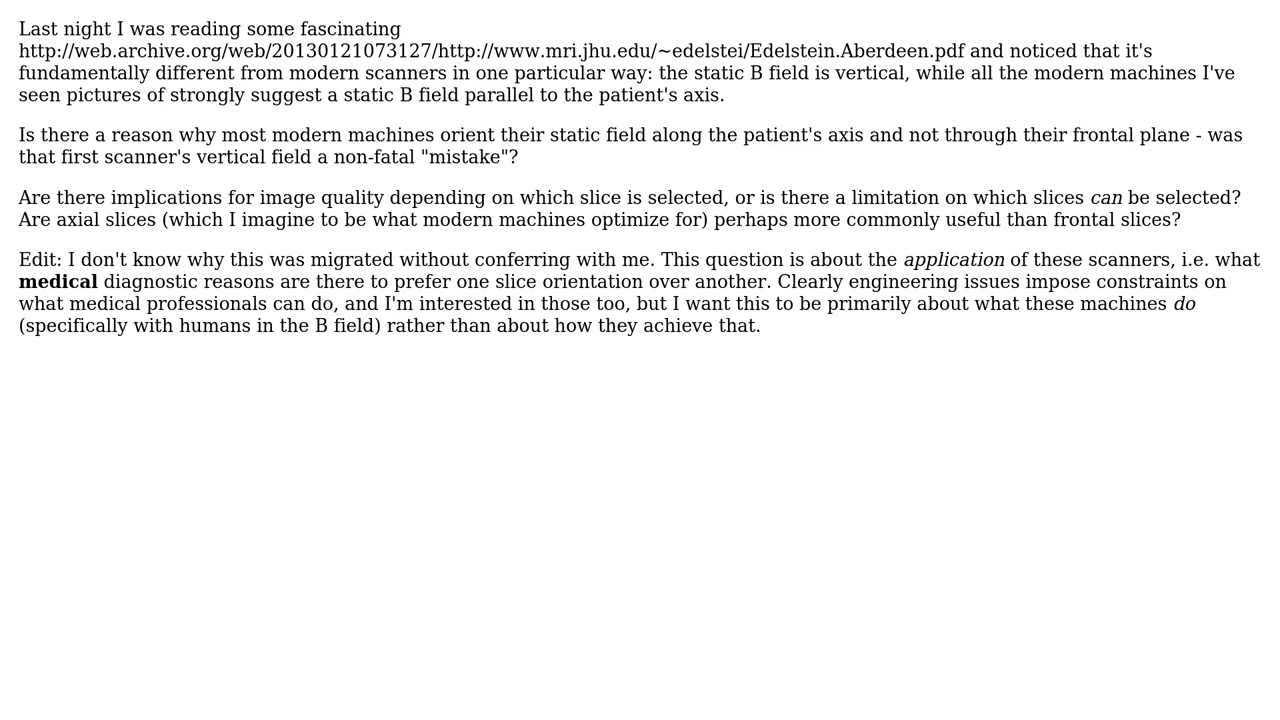 Last night I was reading some fascinating
http://web.archive.org/web/20130121073127/http://www.mri.jhu.edu/~edelstei/Edelstein.Aberdeen.pdf and noticed that it's
fundamentally different from modern scanners in one particular way: the static B field is vertical, while all the modern machines I've
seen pictures of strongly suggest a static B field parallel to the patient's axis.
Is there a reason why most modern machines orient their static field along the patient's axis and not through their frontal plane - was
that first scanner's vertical field a non-fatal "mistake"?
Are there implications for image quality depending on which slice is selected, or is there a limitation on which slices can be selected?
Are axial slices (which I imagine to be what modern machines optimize for) perhaps more commonly useful than frontal slices?
Edit: I don't know why this was migrated without conferring with me. This question is about the application of these scanners, i.e. what
medical diagnostic reasons are there to prefer one slice orientation over another. Clearly engineering issues impose constraints on
what medical professionals can do, and I'm interested in those too, but I want this to be primarily about what these machines do
(specifically with humans in the B field) rather than about how they achieve that.